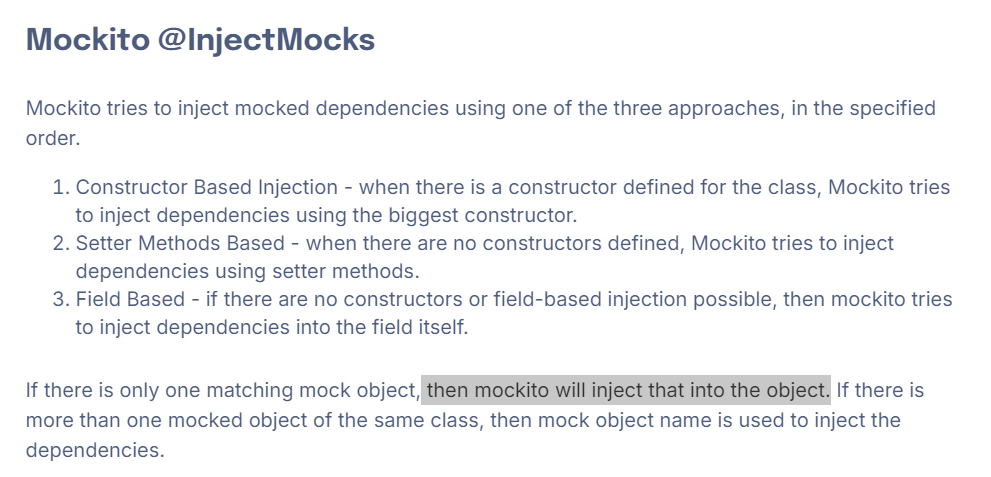 Mockito @InjectMocks
Mockito tries to inject mocked dependencies using one of the three approaches, in the specified
order.
1. Constructor Based Injection - when there is a constructor defined for the class, Mockito tries
to inject dependencies using the biggest constructor.
2. Setter Methods Based - when there are no constructors defined, Mockito tries to inject
dependencies using setter methods.
3. Field Based - if there are no constructors or field-based injection possible, then mockito tries
to inject dependencies into the field itself.
If there is only one matching mock object, then mockito will inject that into the object. If there is
more than one mocked object of the same class, then mock object name is used to inject the
dependencies.